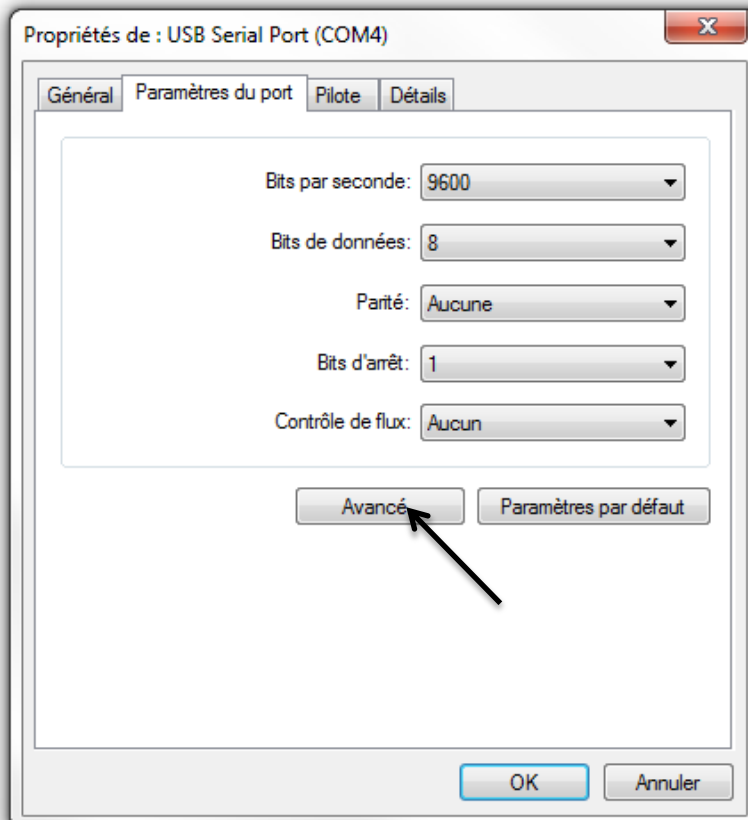 Propriétés de : USB Serial Port (COM4)
Général Paramètres du port Pilote Détails
Bits par seconde: 9600
Bits de données: 8
Parité: Aucune
Bits d'arrêt: 1
Contrôle de flux: Aucun
Avancé Paramètres par défaut
OK Annuler